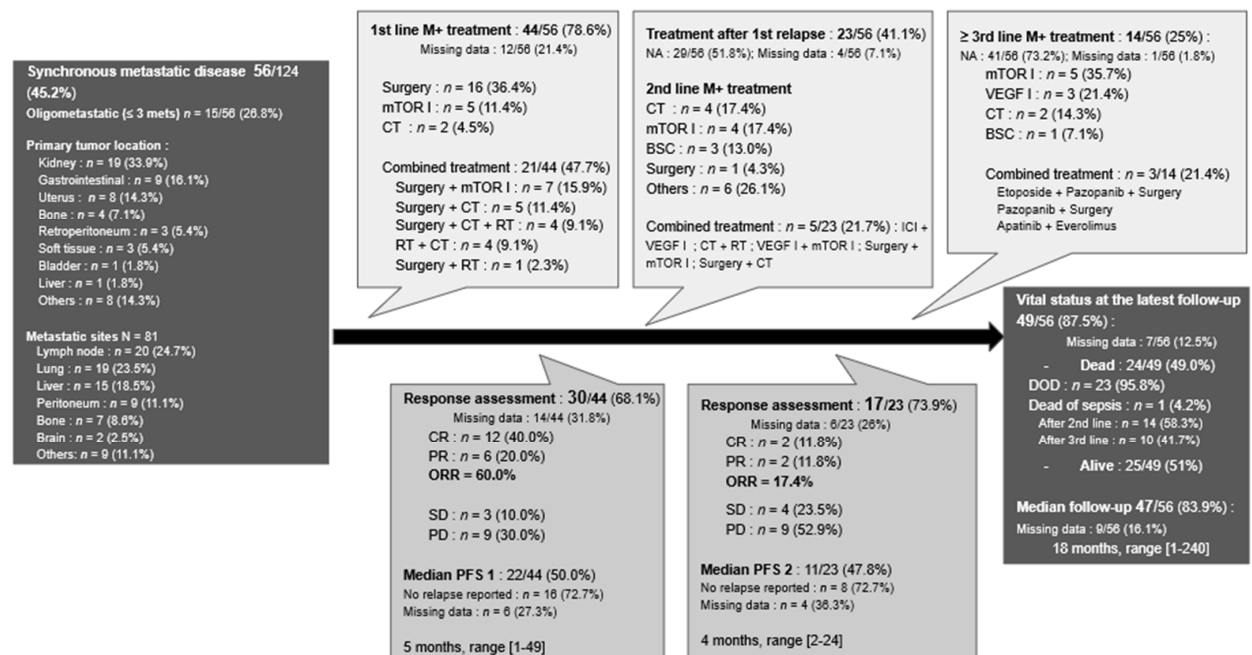 Synchronous metastatic disease 56/124
(45.2%)
Oligometastatic (≤ 3 mets) n = 15/56 (26.8%)
Primary tumor location :
Kidney : n = 19 (33.9%)
Gastrointestinal : n = 9 (16.1%)
Uterus : n = 8 (14.3%)
Bone : n = 4 (7.1%)
Retroperitoneum : n = 3 (5.4%)
Soft tissue : n = 3 (5.4%)
Bladder : n = 1 (1.8%)
Liver : n = 1 (1.8%)
Others : n = 8 (14.3%)
Metastatic sites N = 81
Lymph node : n = 20 (24.7%)
Lung : n = 19 (23.5%)
Liver : n = 15 (18.5%)
Peritoneum : n = 9 (11.1%)
Bone : n = 7 (8.6%)
Brain : n = 2 (2.5%)
Others: n = 9 (11.1%)
1st line M+ treatment : 44/56 (78.6%)
Missing data : 12/56 (21.4%)
Surgery : n = 16 (36.4%)
mTOR I : n = 5 (11.4%)
CT : n = 2 (4.5%)
Combined treatment : 21/44 (47.7%)
Surgery + mTOR I : n = 7 (15.9%)
Surgery + CT : n = 5 (11.4%)
Surgery + CT + RT : n = 4 (9.1%)
RT + CT : n = 4 (9.1%)
Surgery + RT : n = 1 (2.3%)
Treatment after 1st relapse : 23/56 (41.1%)
NA : 29/56 (51.8%); Missing data : 4/56 (7.1%)
2nd line M+ treatment
CT : n = 4 (17.4%)
mTOR I : n = 4 (17.4%)
BSC : n = 3 (13.0%)
Surgery : n = 1 (4.3%)
Others : n = 6 (26.1%)
Combined treatment : n = 5/23 (21.7%) : ICI +
VEGF I ; CT + RT ; VEGF I + mTOR I ; Surgery +
mTOR I ; Surgery + CT
≥ 3rd line M+ treatment : 14/56 (25%) :
NA : 41/56 (73.2%); Missing data : 1/56 (1.8%)
mTOR I : n = 5 (35.7%)
VEGF I : n = 3 (21.4%)
CT : n = 2 (14.3%)
BSC : n = 1 (7.1%)
Combined treatment : n = 3/14 (21.4%)
Etoposide + Pazopanib + Surgery
Pazopanib + Surgery
Apatinib + Everolimus
Response assessment : 30/44 (68.1%)
Missing data : 14/44 (31.8%)
CR : n = 12 (40.0%)
PR : n = 6 (20.0%)
ORR = 60.0%
SD : n = 3 (10.0%)
PD : n = 9 (30.0%)
Median PFS 1 : 22/44 (50.0%)
No relapse reported : n = 16 (72.7%)
Missing data : n = 6 (27.3%)
5 months, range [1-49]
Response assessment : 17/23 (73.9%)
Missing data : 6/23 (26%)
CR : n = 2 (11.8%)
PR : n = 2 (11.8%)
ORR = 17.4%
SD : n = 4 (23.5%)
PD : n = 9 (52.9%)
Median PFS 2 : 11/23 (47.8%)
No relapse reported : n = 8 (72.7%)
Missing data : n = 4 (36.3%)
4 months, range [2-24]
Vital status at the latest follow-up
49/56 (87.5%) :
Missing data : 7/56 (12.5%)
- Dead : 24/49 (49.0%)
DOD : n = 23 (95.8%)
Dead of sepsis : n = 1 (4.2%)
After 2nd line : n = 14 (58.3%)
After 3rd line : n = 10 (41.7%)
- Alive : 25/49 (51%)
Median follow-up 47/56 (83.9%) :
Missing data : 9/56 (16.1%)
18 months, range [1-240]